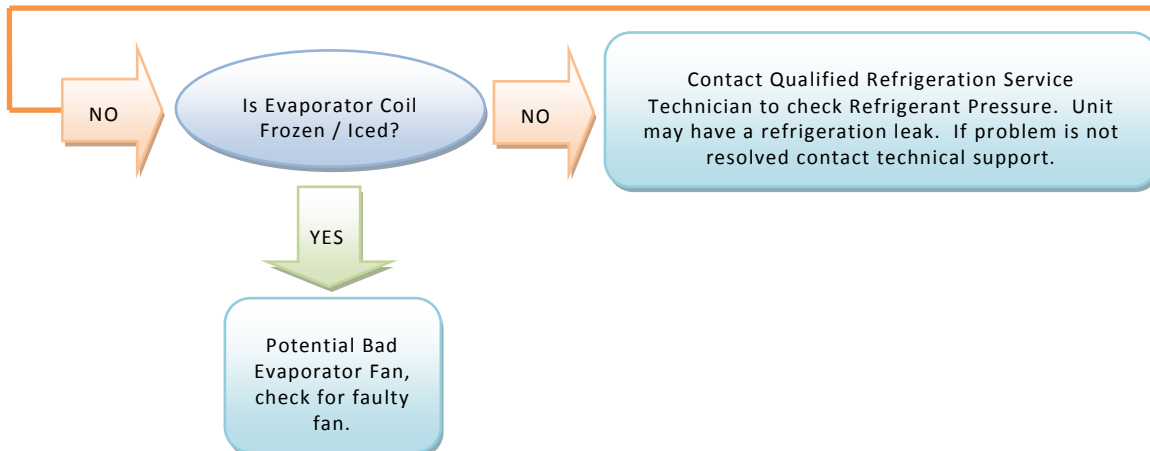 NO
Is Evaporator Coil
Frozen / Iced?
NO
Contact Qualified Refrigeration Service
Technician to check Refrigerant Pressure.  Unit
may have a refrigeration leak.  If problem is not
resolved contact technical support.
YES
Potential Bad
Evaporator Fan,
check for faulty
fan.